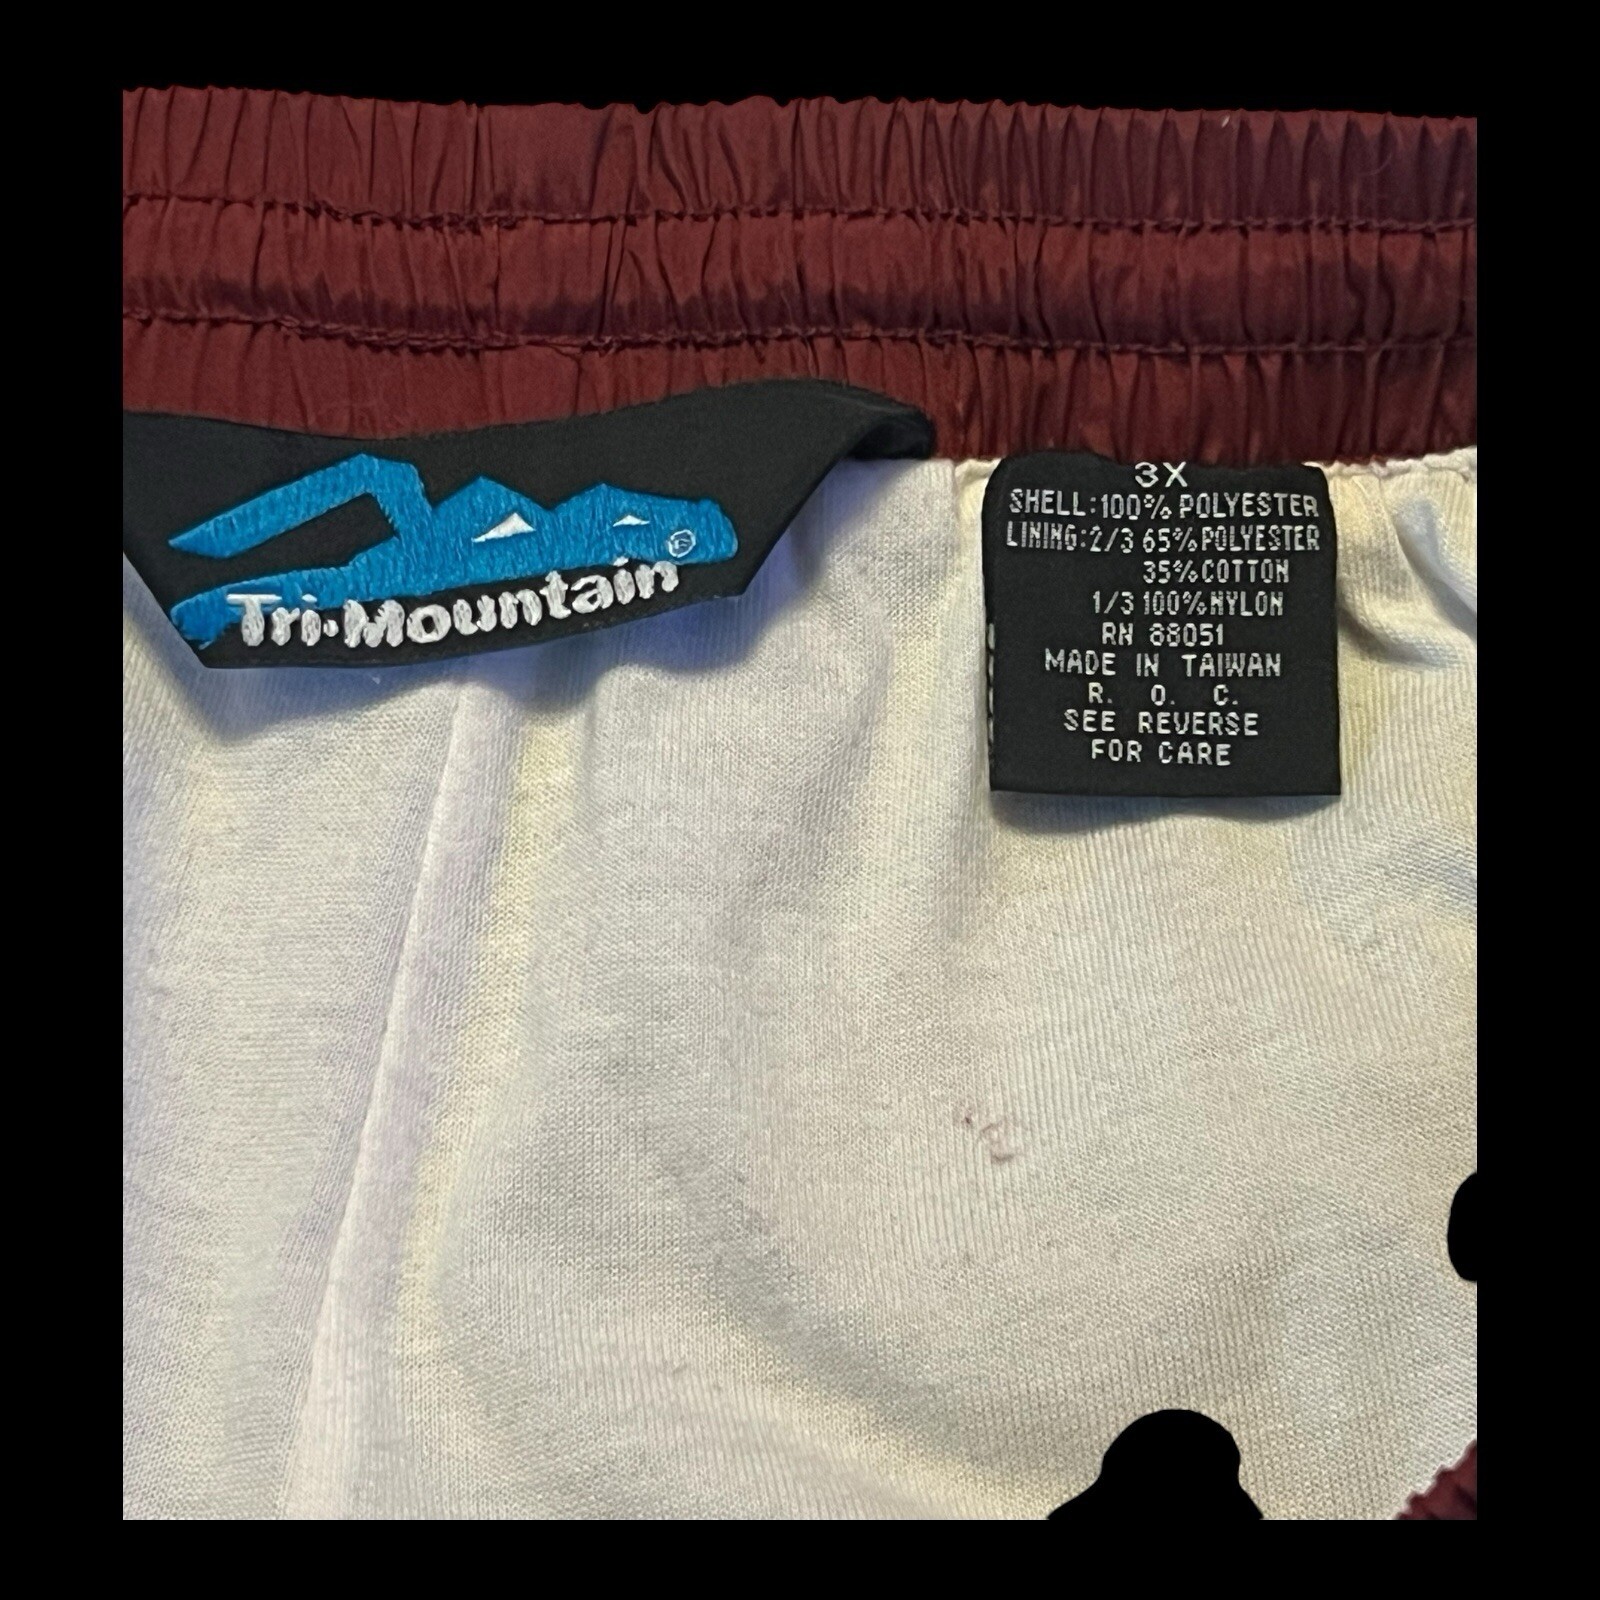 Tri-Mountain
®
3X
SHELL:100% POLYESTER
LINING:2/3 65% POLYESTER
35% COTTON
1/3 100% NYLON
RN 88051
MADE IN TAIWAN
R. O. C.
SEE REVERSE
FOR CARE